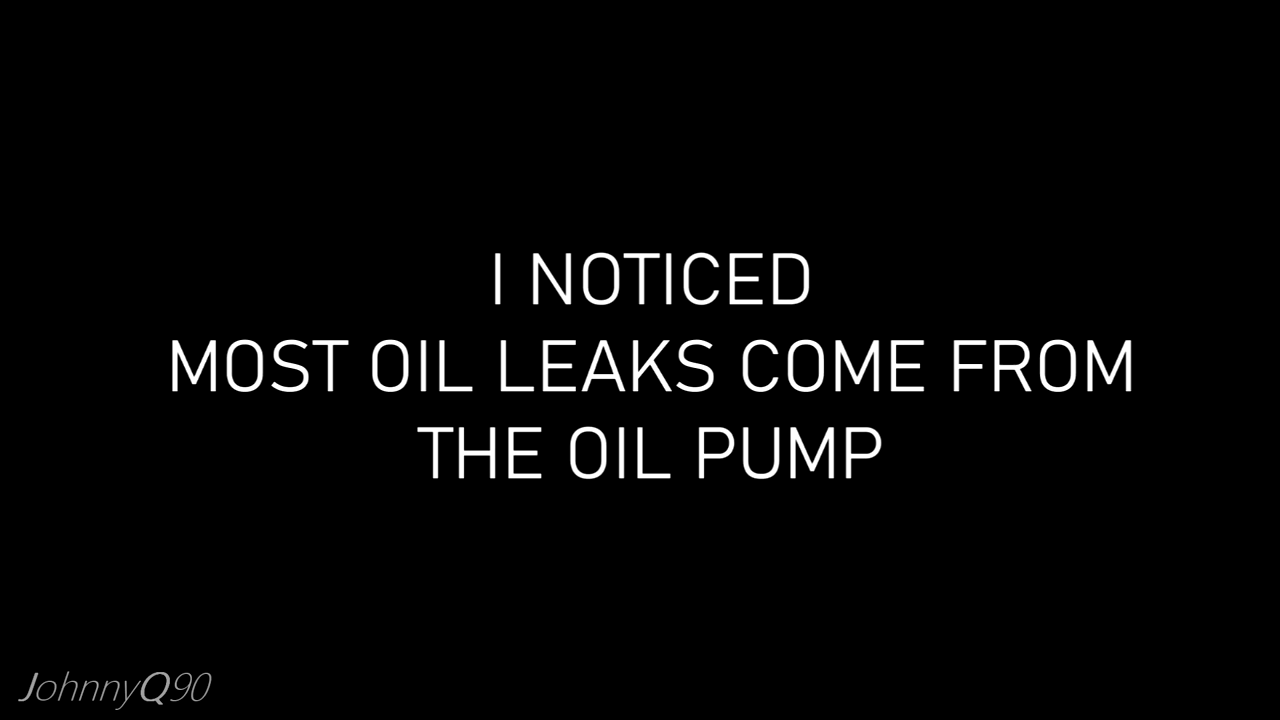 I NOTICED
MOST OIL LEAKS COME FROM
THE OIL PUMP
JohnnyQ90